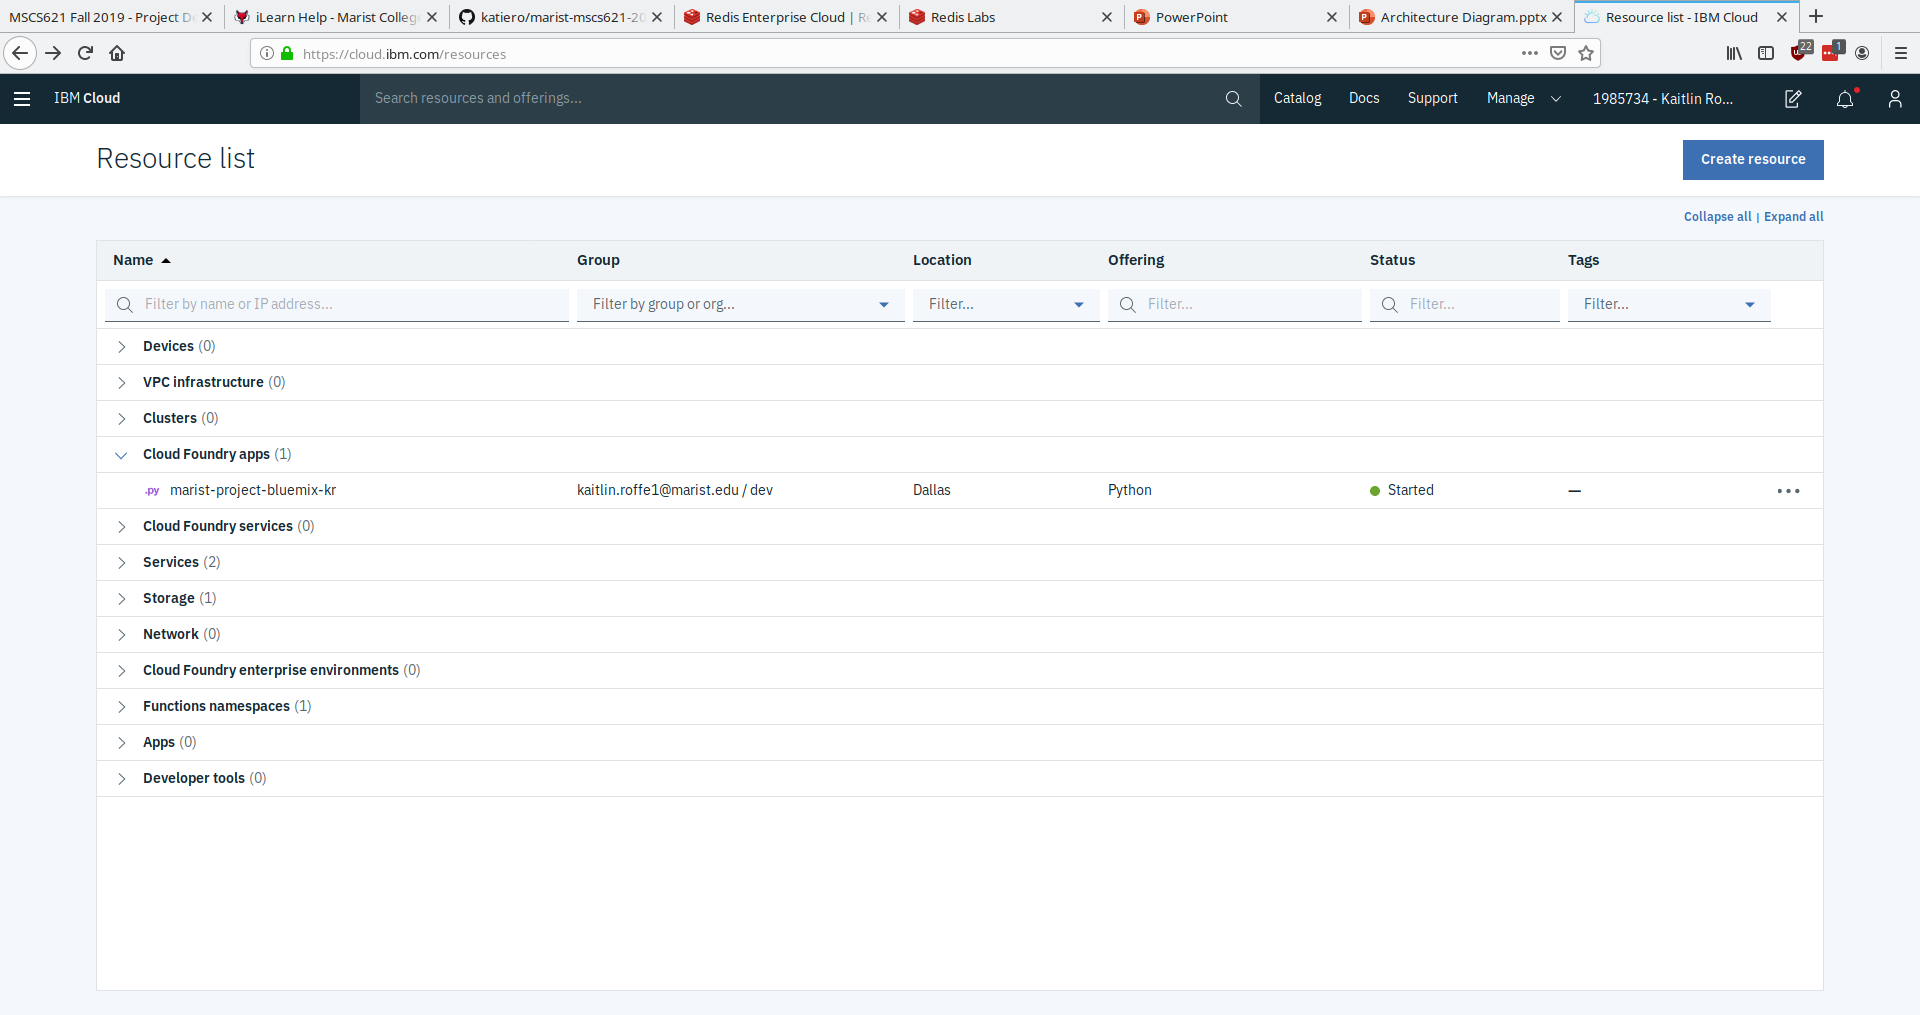 MSCS621 Fall 2019 - Project D
iLearn Help - Marist Colleg
katiero/marist-mscs621-20
Redis Enterprise Cloud | R
Redis Labs
PowerPoint
Architecture Diagram.pptx
Resource list - IBM Cloud
https://cloud.ibm.com/resources
22
1
IBM Cloud
Search resources and offerings...
Catalog
Docs
Support
Manage
1985734 - Kaitlin Ro...
Resource list
Create resource
Collapse all | Expand all
Name Group Location Offering Status Tags
Filter by name or IP address... Filter by group or org... Filter... Filter... Filter... Filter...
Devices (0)
VPC infrastructure (0)
Clusters (0)
Cloud Foundry apps (1)
.py marist-project-bluemix-kr kaitlin.roffe1@marist.edu / dev Dallas Python Started —
Cloud Foundry services (0)
Services (2)
Storage (1)
Network (0)
Cloud Foundry enterprise environments (0)
Functions namespaces (1)
Apps (0)
Developer tools (0)